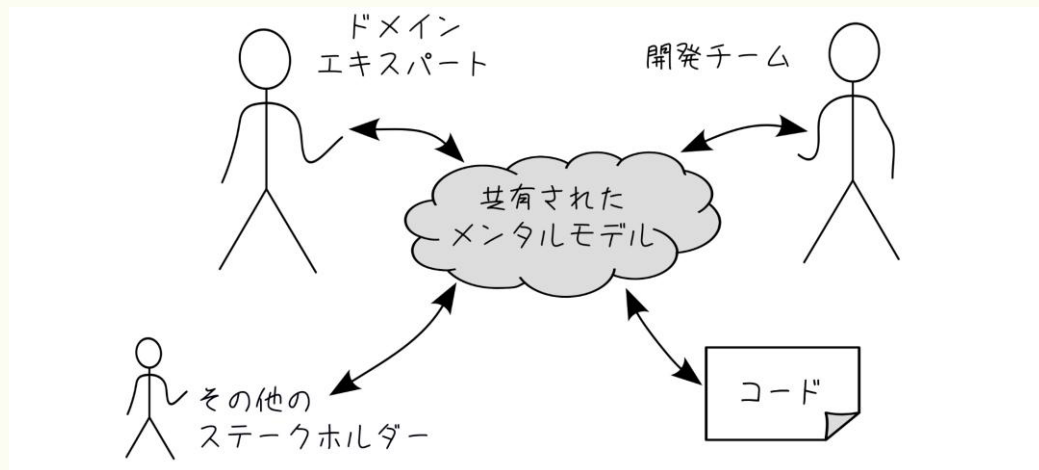 ドメイン
エキスパート
開発チーム
共有された
メンタルモデル
その他の
ステークホルダー
コード